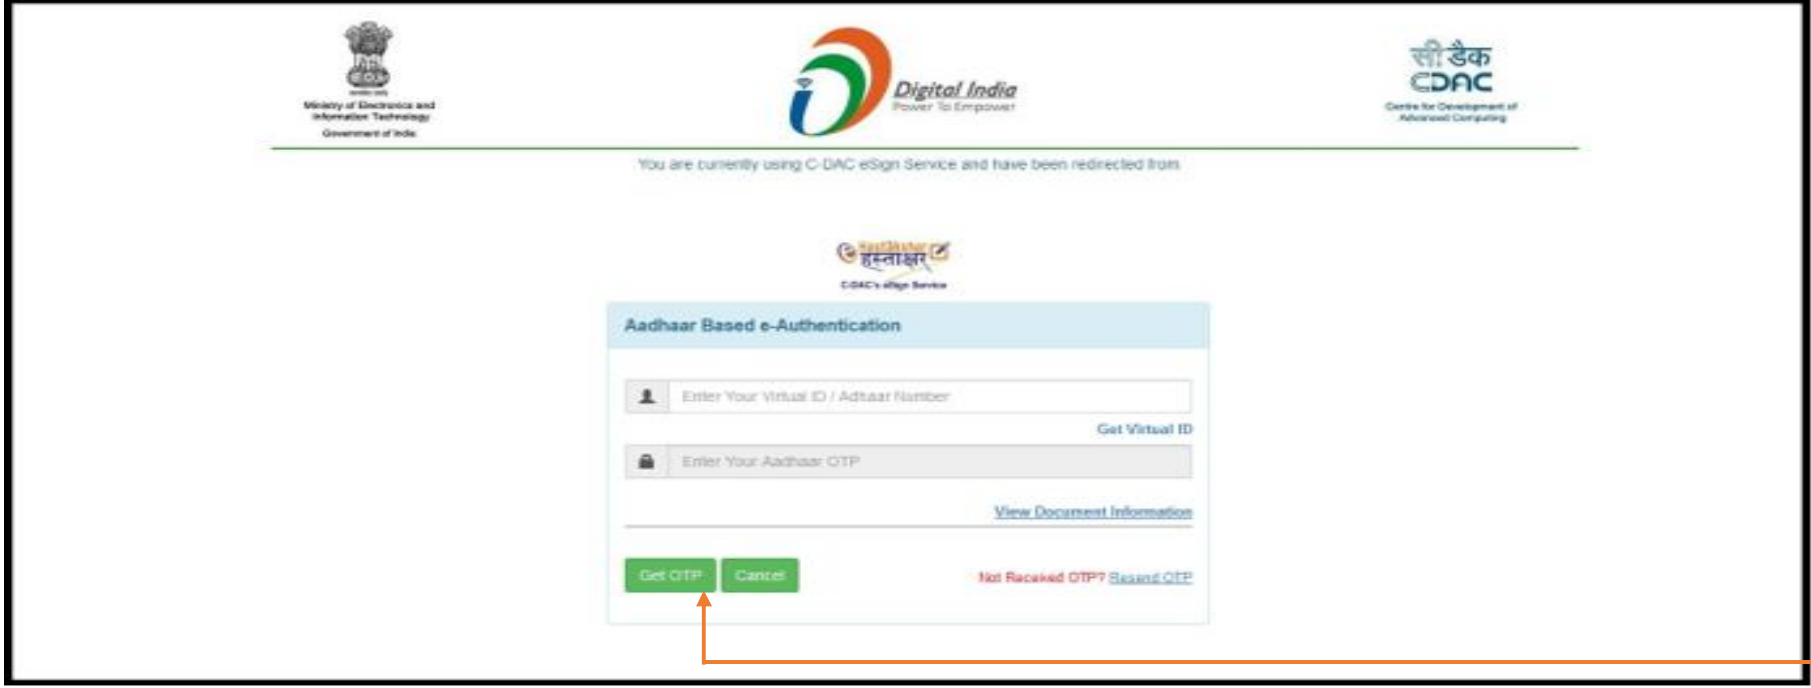 Ministry of Electronics and
Information Technology
Government of India
Digital India
Power To Empower
सी डैक
CDAC
Centre for Development of
Advanced Computing
You are currently using C-DAC eSign Service and have been redirected from
हस्ताक्षर
C-DAC's eSign Service
Aadhaar Based e-Authentication
Enter Your Virtual ID / Adhaar Number
Get Virtual ID
Enter Your Aadhaar OTP
View Document Information
Get OTP Cancel
Not Received OTP? Resend OTP